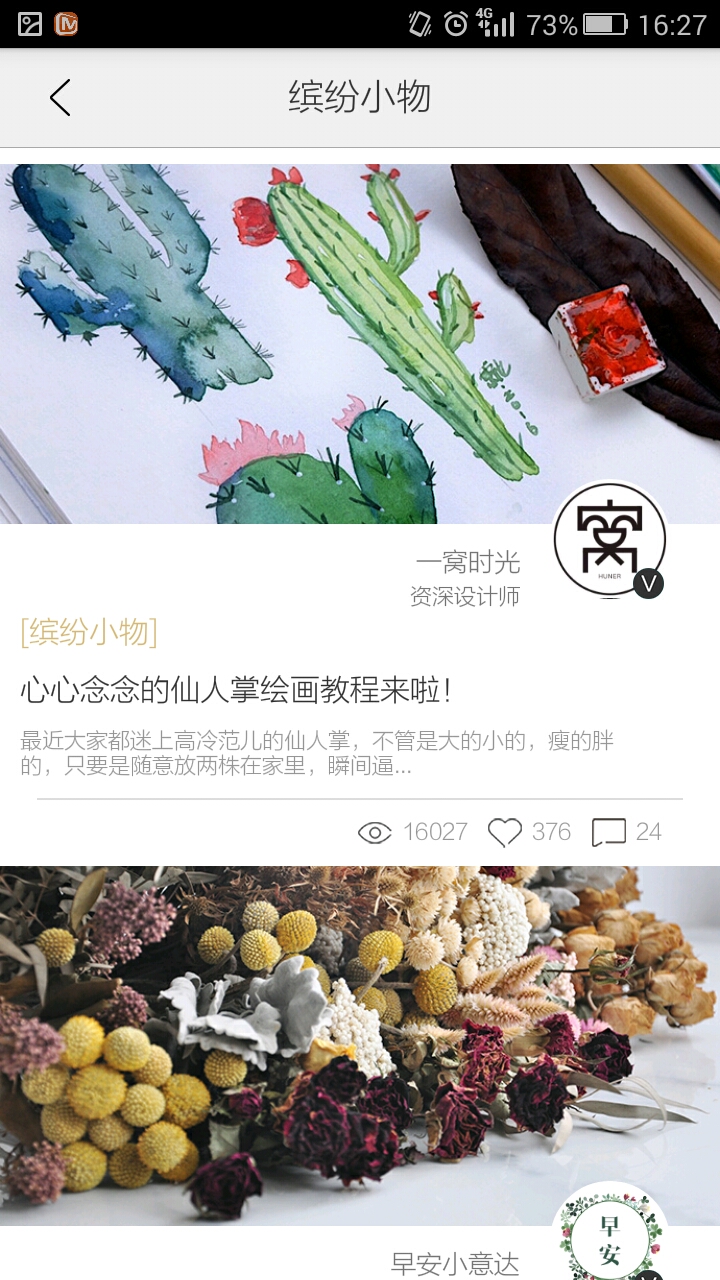 4G 73% 16:27
缤纷小物
窝
HUNER
V
一窝时光
资深设计师
[缤纷小物]
心心念念的仙人掌绘画教程来啦！
最近大家都迷上高冷范儿的仙人掌，不管是大的小的，瘦的胖
的，只要是随意放两株在家里，瞬间逼...
16027 376 24
早安
早安小意达